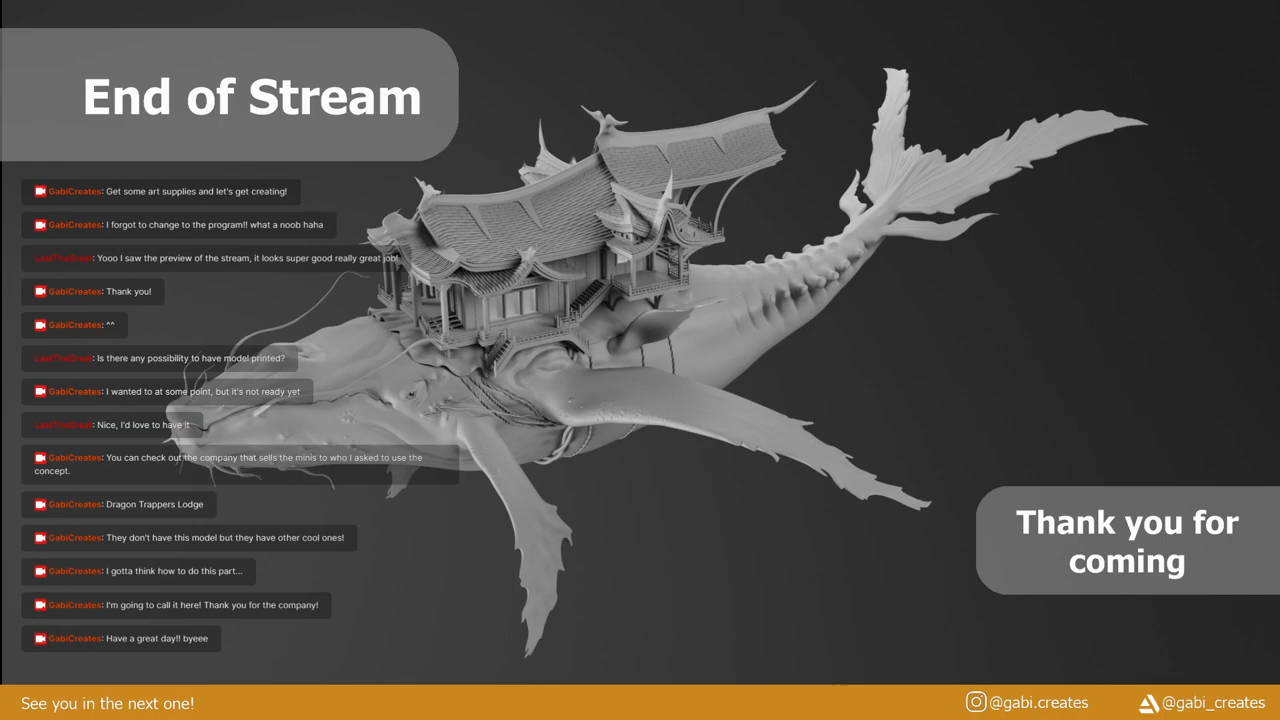 End of Stream
GabiCreates: Get some art supplies and let's get creating!
GabiCreates: I forgot to change to the program!! what a noob haha
LastTheGreat: Yooo I saw the preview of the stream, it looks super good really great job!
GabiCreates: Thank you!
GabiCreates: ^^
LastTheGreat: Is there any possibility to have model printed?
GabiCreates: I wanted to at some point, but it's not ready yet
LastTheGreat: Nice, I'd love to have it
GabiCreates: You can check out the company that sells the minis to who I asked to use the
concept.
GabiCreates: Dragon Trappers Lodge
GabiCreates: They don't have this model but they have other cool ones!
GabiCreates: I gotta think how to do this part...
GabiCreates: I'm going to call it here! Thank you for the company!
GabiCreates: Have a great day!! byeee
Thank you for
coming
See you in the next one!
@gabi.creates
@gabi_creates